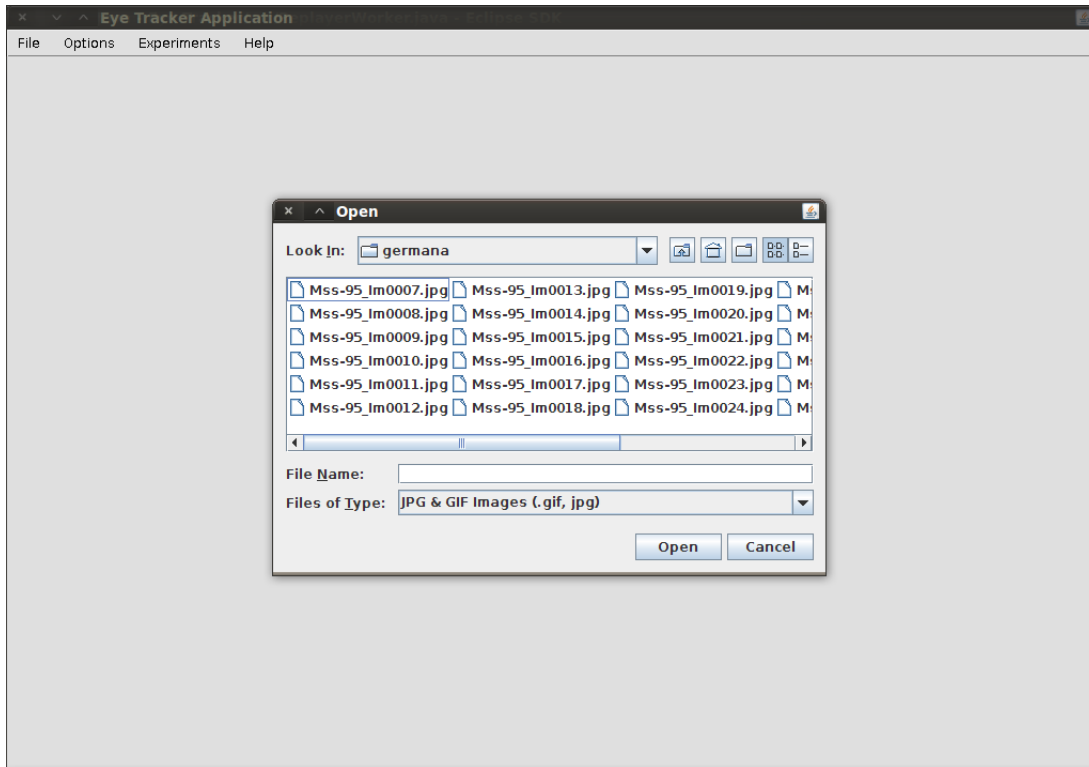 Eye Tracker Application
File Options Experiments Help
Open
Look In: germana
Mss-95_Im0007.jpg Mss-95_Im0013.jpg Mss-95_Im0019.jpg M
Mss-95_Im0008.jpg Mss-95_Im0014.jpg Mss-95_Im0020.jpg M
Mss-95_Im0009.jpg Mss-95_Im0015.jpg Mss-95_Im0021.jpg M
Mss-95_Im0010.jpg Mss-95_Im0016.jpg Mss-95_Im0022.jpg M
Mss-95_Im0011.jpg Mss-95_Im0017.jpg Mss-95_Im0023.jpg M
Mss-95_Im0012.jpg Mss-95_Im0018.jpg Mss-95_Im0024.jpg M
File Name:
Files of Type: JPG & GIF Images (.gif, jpg)
Open Cancel